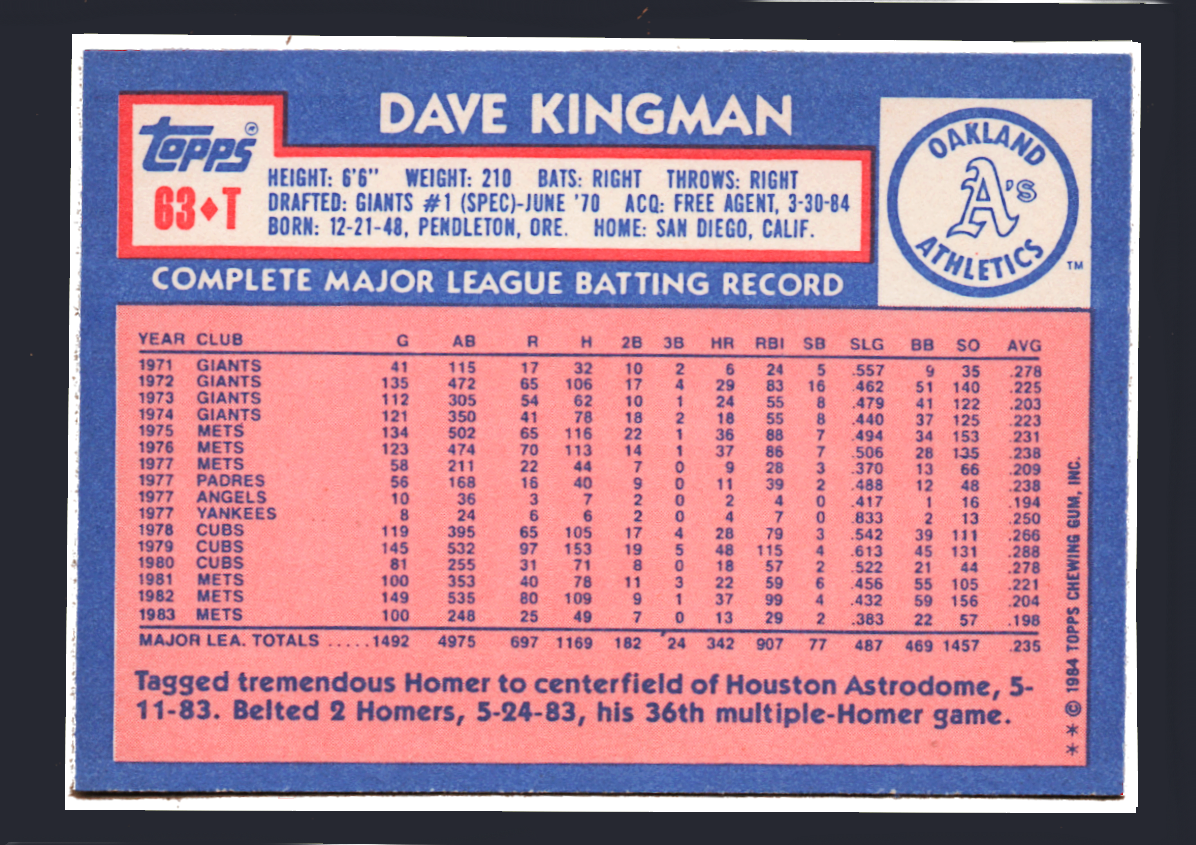 DAVE KINGMAN
topps®
63♦T
HEIGHT: 6'6" WEIGHT: 210 BATS: RIGHT THROWS: RIGHT
DRAFTED: GIANTS #1 (SPEC)-JUNE '70 ACQ: FREE AGENT, 3-30-84
BORN: 12-21-48, PENDLETON, ORE. HOME: SAN DIEGO, CALIF.
OAKLAND
A's
ATHLETICS
TM
COMPLETE MAJOR LEAGUE BATTING RECORD
YEAR CLUB G AB R H 2B 3B HR RBI SB SLG BB SO AVG
1971 GIANTS 41 115 17 32 10 2 6 24 5 .557 9 35 .278
1972 GIANTS 135 472 65 106 17 4 29 83 16 .462 51 140 .225
1973 GIANTS 112 305 54 62 10 1 24 55 8 .479 41 122 .203
1974 GIANTS 121 350 41 78 18 2 18 55 8 .440 37 125 .223
1975 METS 134 502 65 116 22 1 36 88 7 .494 34 153 .231
1976 METS 123 474 70 113 14 1 37 86 7 .506 28 135 .238
1977 METS 58 211 22 44 7 0 9 28 3 .370 13 66 .209
1977 PADRES 56 168 16 40 9 0 11 39 2 .488 12 48 .238
1977 ANGELS 10 36 3 7 2 0 2 4 0 .417 1 16 .194
1977 YANKEES 8 24 6 6 2 0 4 7 0 .833 2 13 .250
1978 CUBS 119 395 65 105 17 4 28 79 3 .542 39 111 .266
1979 CUBS 145 532 97 153 19 5 48 115 4 .613 45 131 .288
1980 CUBS 81 255 31 71 8 0 18 57 2 .522 21 44 .278
1981 METS 100 353 40 78 11 3 22 59 6 .456 55 105 .221
1982 METS 149 535 80 109 9 1 37 99 4 .432 59 156 .204
1983 METS 100 248 25 49 7 0 13 29 2 .383 22 57 .198
MAJOR LEA. TOTALS .....1492 4975 697 1169 182 24 342 907 77 .487 469 1457 .235
Tagged tremendous Homer to centerfield of Houston Astrodome, 5-
11-83. Belted 2 Homers, 5-24-83, his 36th multiple-Homer game.
* * © 1984 TOPPS CHEWING GUM, INC.